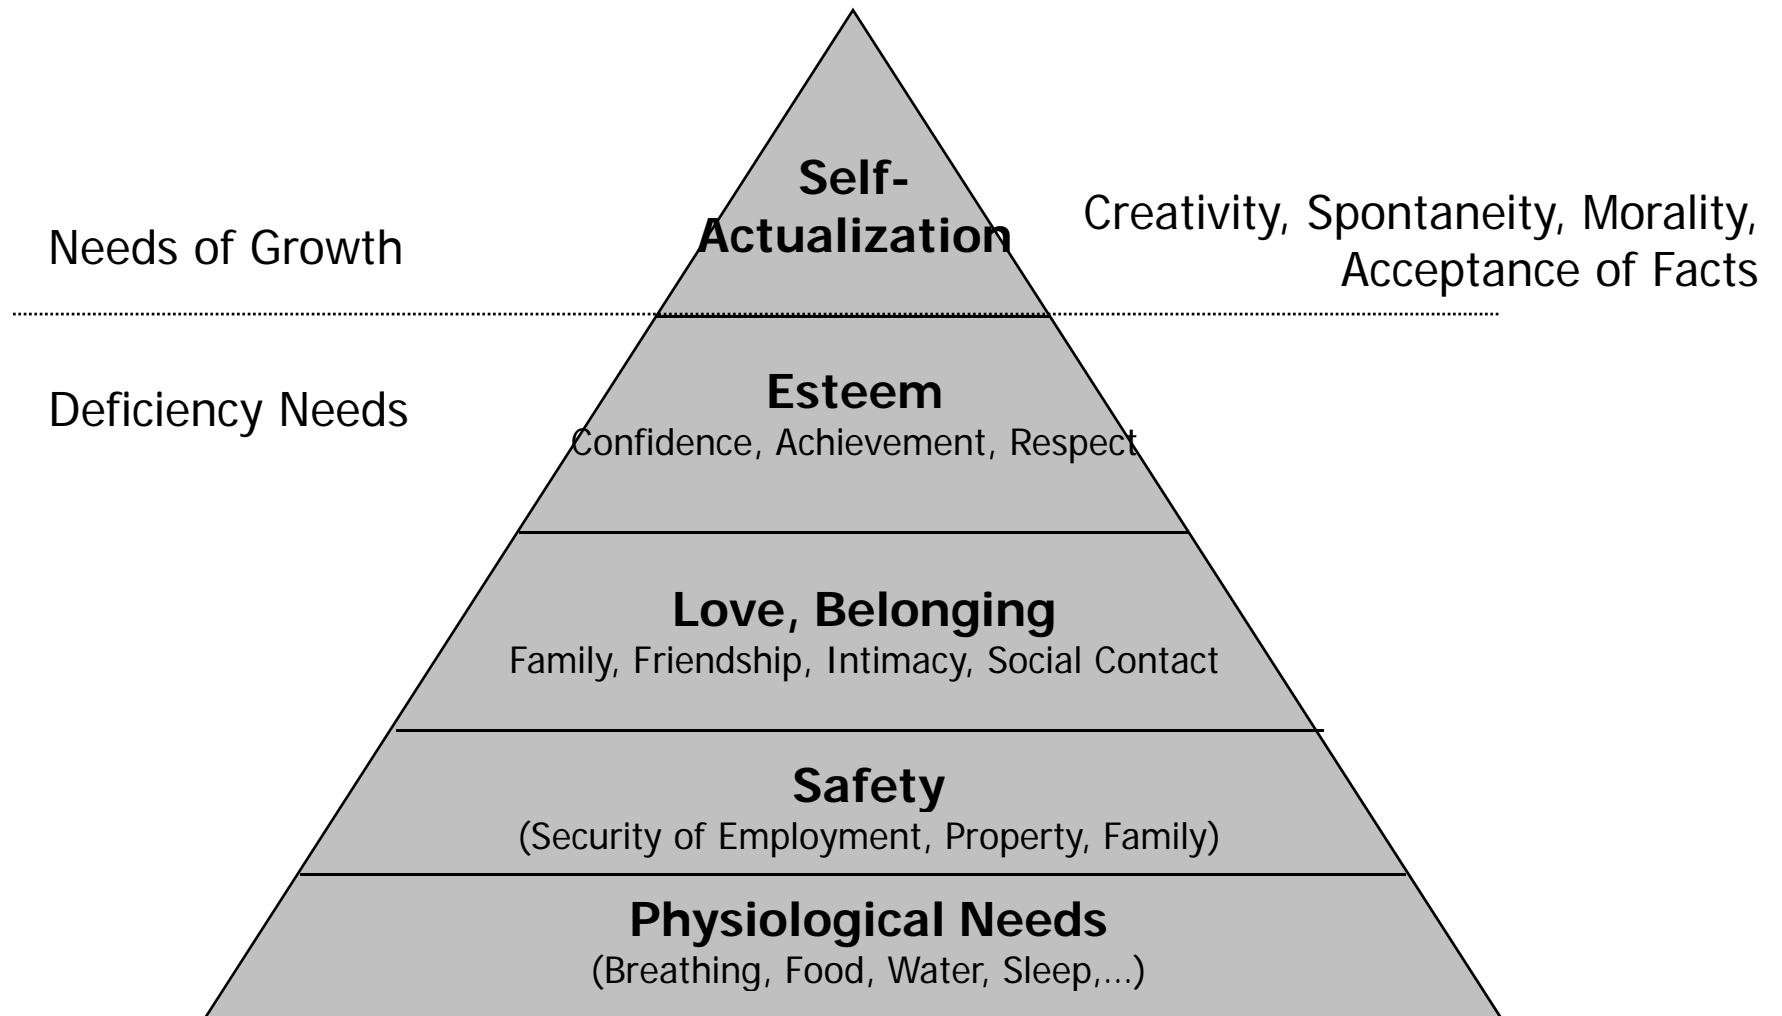 Self-
Actualization
Creativity, Spontaneity, Morality,
Acceptance of Facts
Needs of Growth
Deficiency Needs
Esteem
Confidence, Achievement, Respect
Love, Belonging
Family, Friendship, Intimacy, Social Contact
Safety
(Security of Employment, Property, Family)
Physiological Needs
(Breathing, Food, Water, Sleep,...)